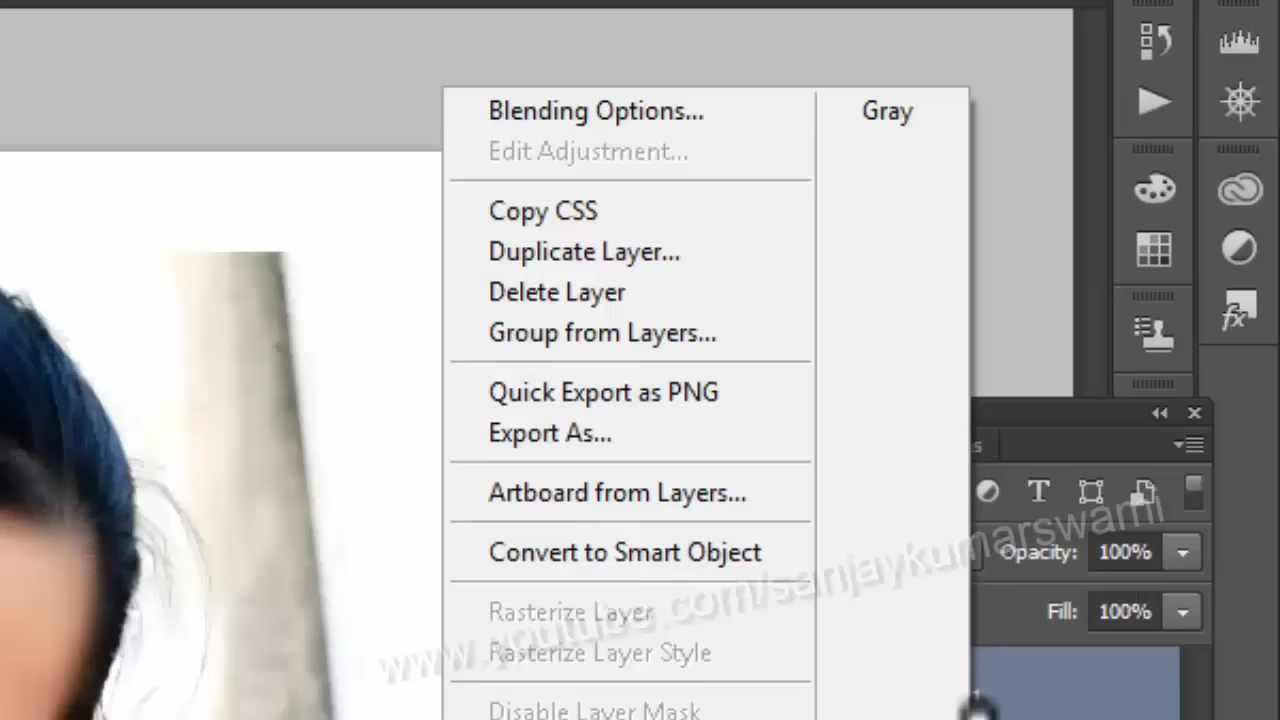 Blending Options...
Gray
Edit Adjustment...
Copy CSS
Duplicate Layer...
Delete Layer
Group from Layers...
Quick Export as PNG
Export As...
Artboard from Layers...
Convert to Smart Object
Opacity: 100%
Rasterize Layer
Fill: 100%
Rasterize Layer Style
Disable Layer Mask
www.youtube.com/sanjaykumarswami